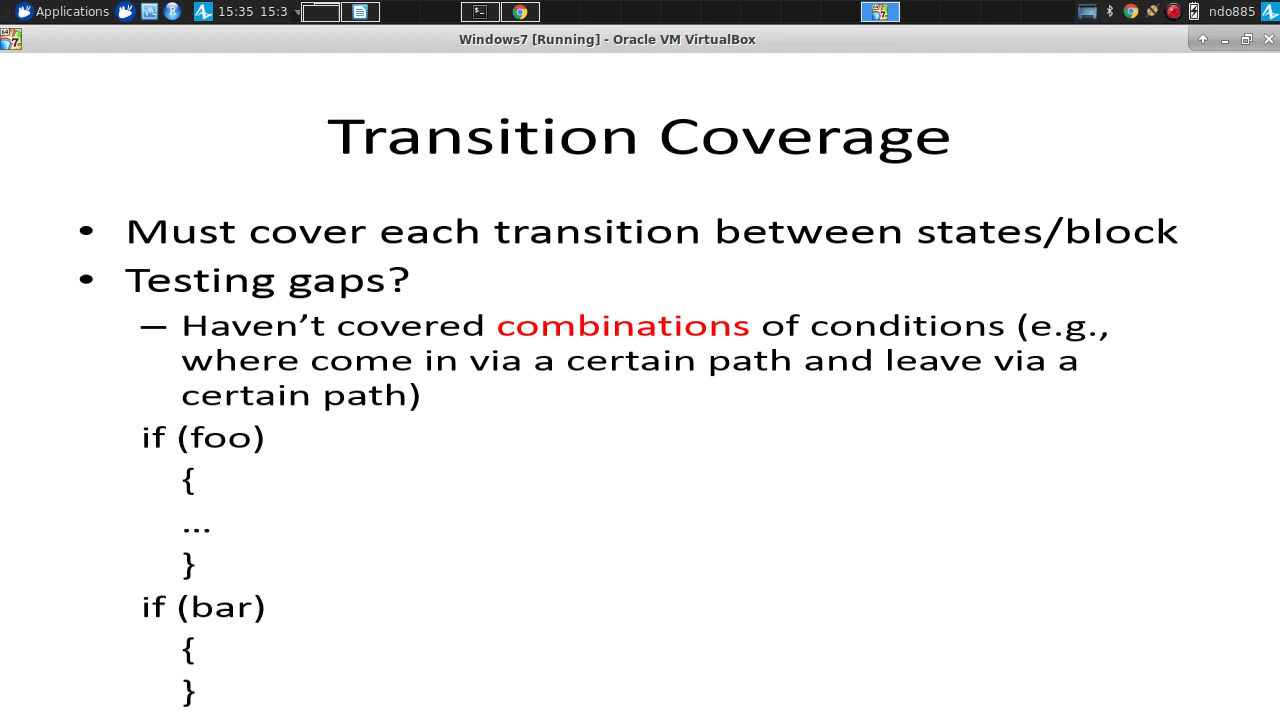 Applications 15:35 15:3 ndo885
Windows7 [Running] - Oracle VM VirtualBox
Transition Coverage
• Must cover each transition between states/block
• Testing gaps?
– Haven’t covered combinations of conditions (e.g.,
where come in via a certain path and leave via a
certain path)
if (foo)
{
...
}
if (bar)
{
}